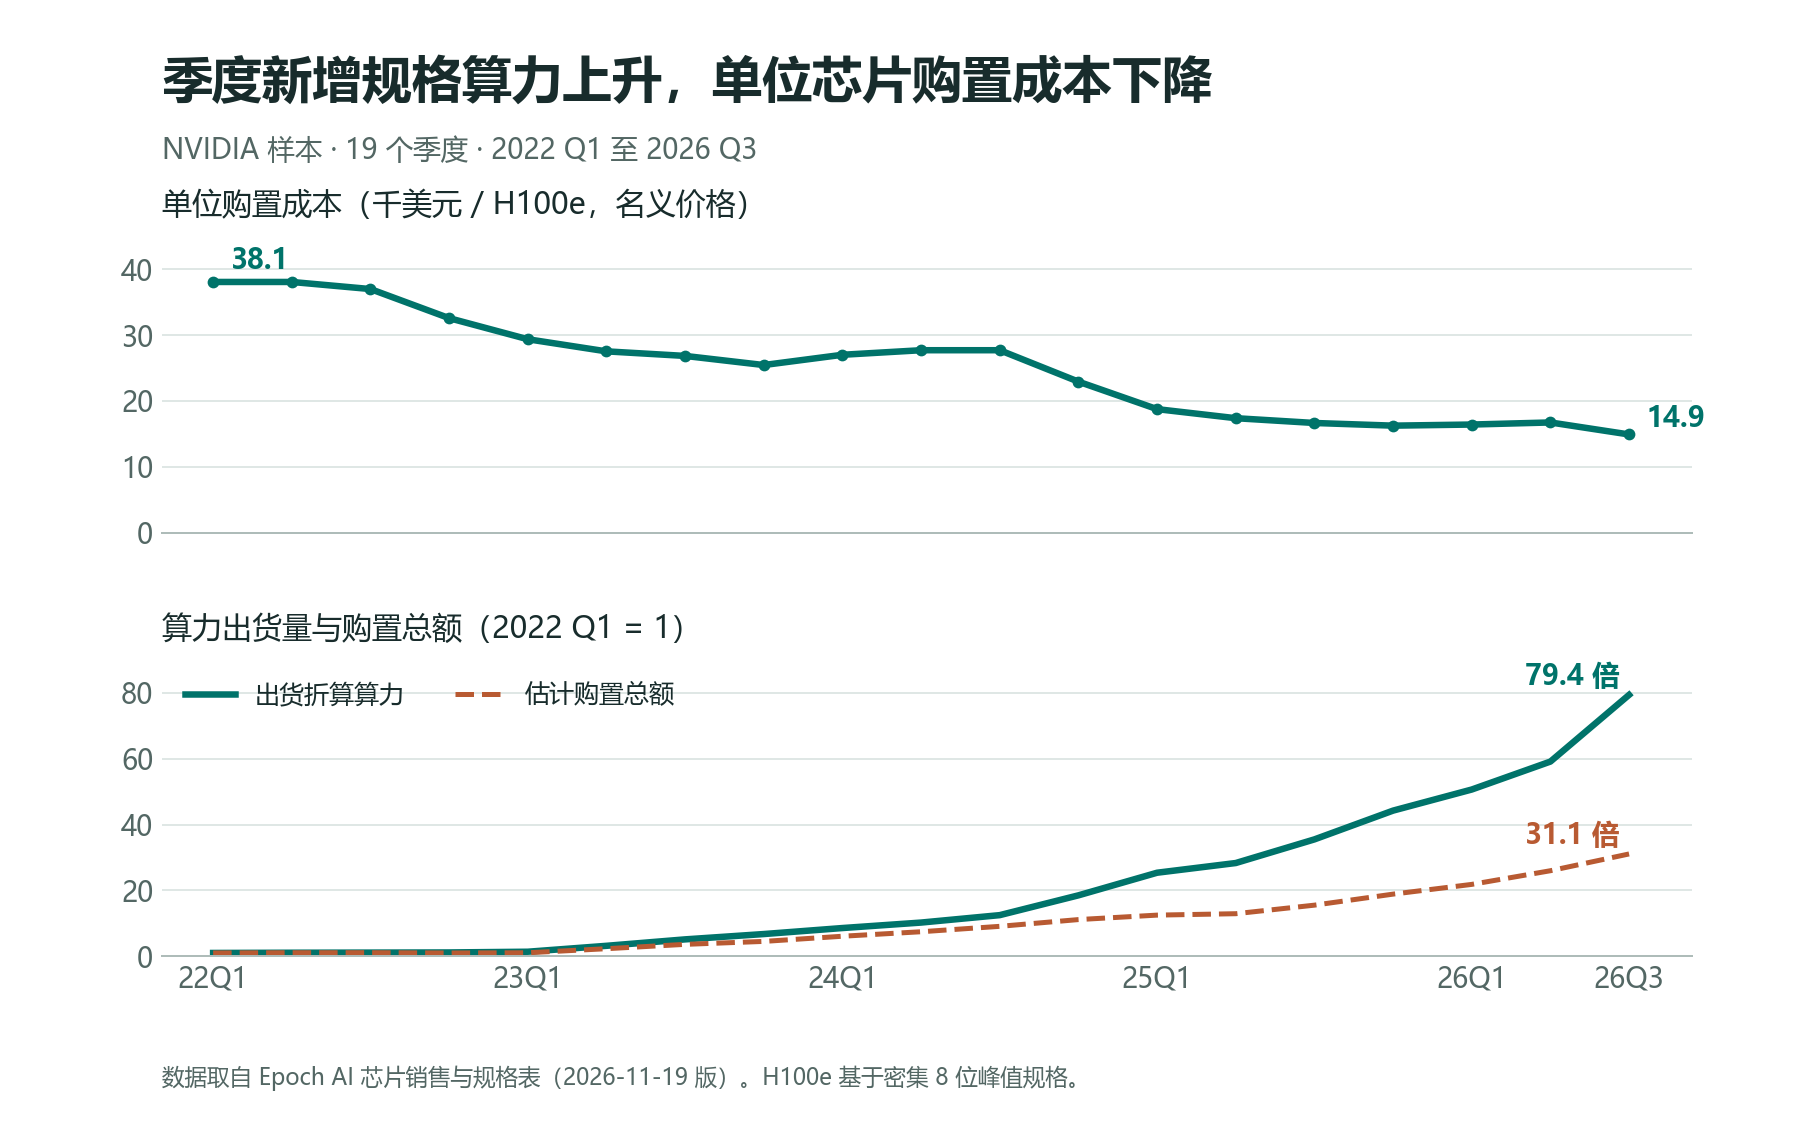 季度新增规格算力上升，单位芯片购置成本下降
NVIDIA 样本 · 19 个季度 · 2022 Q1 至 2026 Q3
单位购置成本（千美元 / H100e，名义价格）
38.1
40
30
20
14.9
10
0
算力出货量与购置总额（2022 Q1 = 1）
79.4 倍
80
出货折算算力
估计购置总额
60
40
31.1 倍
20
0
22Q1
23Q1
24Q1
25Q1
26Q1
26Q3
数据取自 Epoch AI 芯片销售与规格表（2026-11-19 版）。H100e 基于密集 8 位峰值规格。